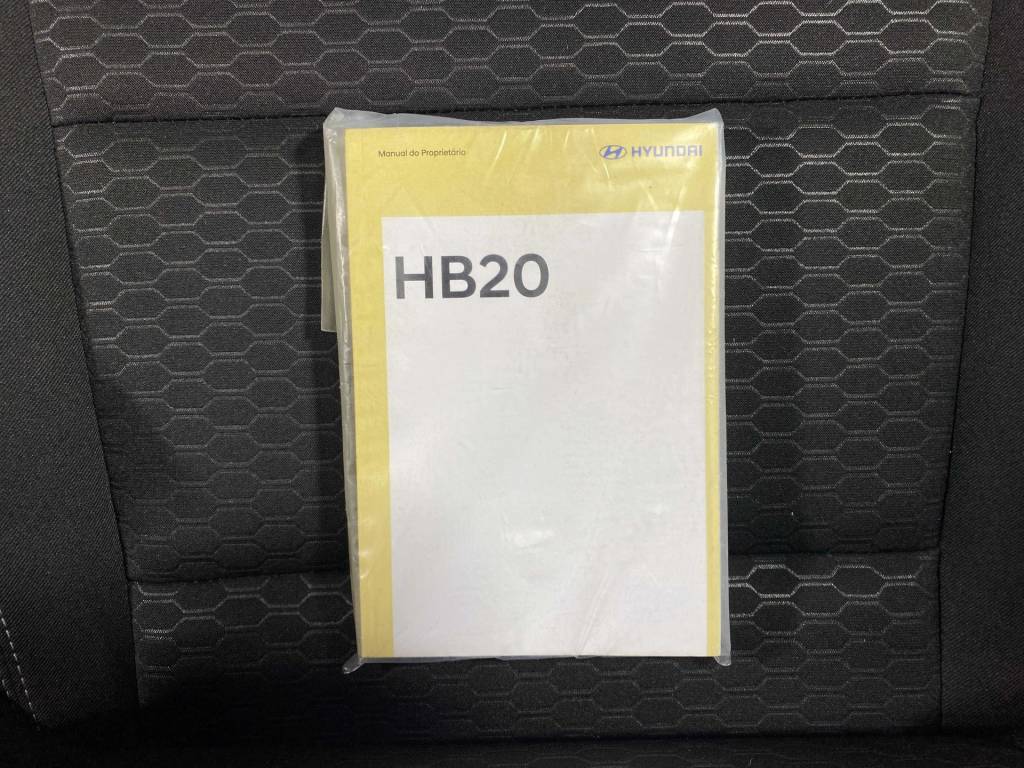 Manual do Proprietário
HYUNDAI
HB20